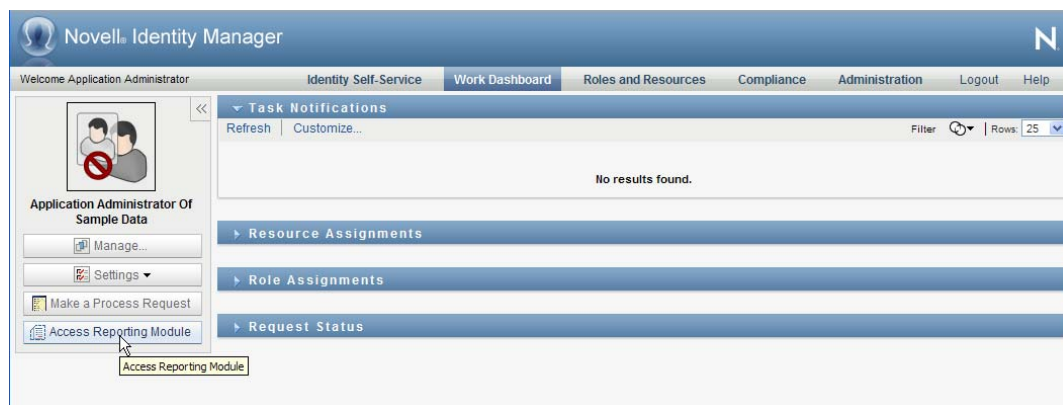 Novell® Identity Manager
N
Welcome Application Administrator
Identity Self-Service Work Dashboard Roles and Resources Compliance Administration Logout Help
Task Notifications
Refresh Customize... Filter Rows: 25
No results found.
Application Administrator Of
Sample Data
Manage...
Settings
Make a Process Request
Access Reporting Module
Access Reporting Module
Resource Assignments
Role Assignments
Request Status